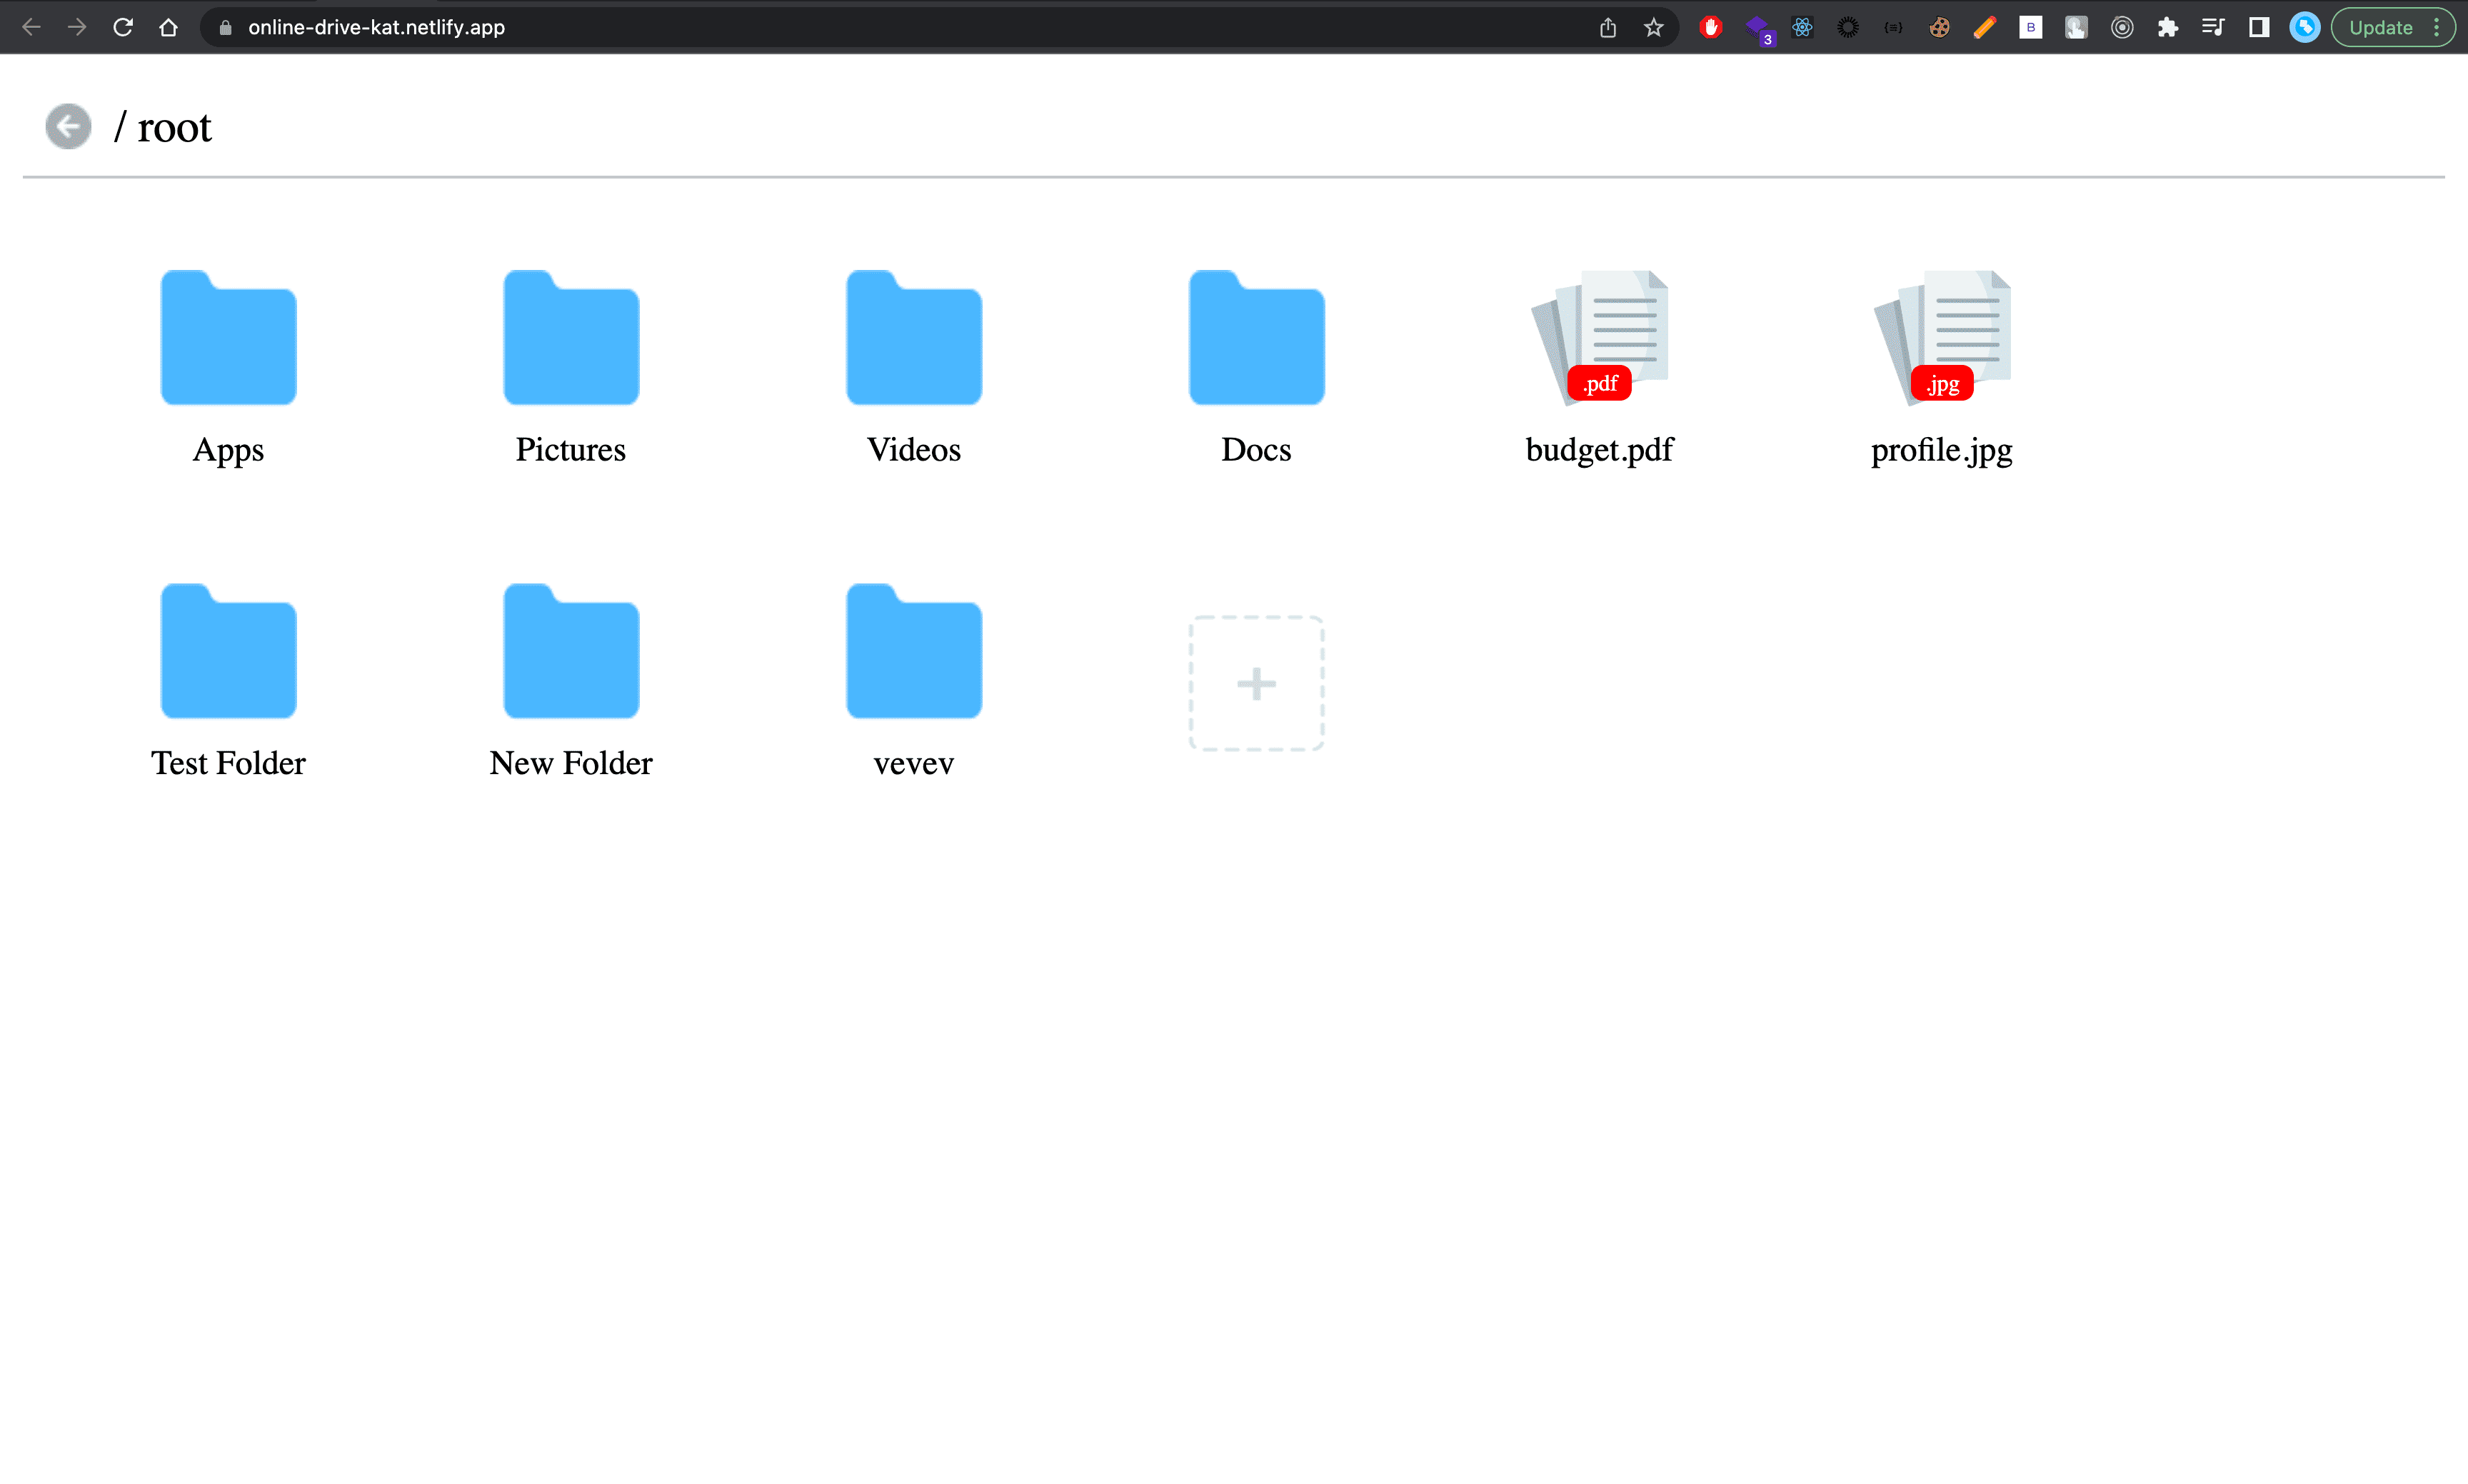 online-drive-kat.netlify.app
3
{≡}
B
Update
/ root
.pdf
.jpg
Apps
Pictures
Videos
Docs
budget.pdf
profile.jpg
Test Folder
New Folder
vevev